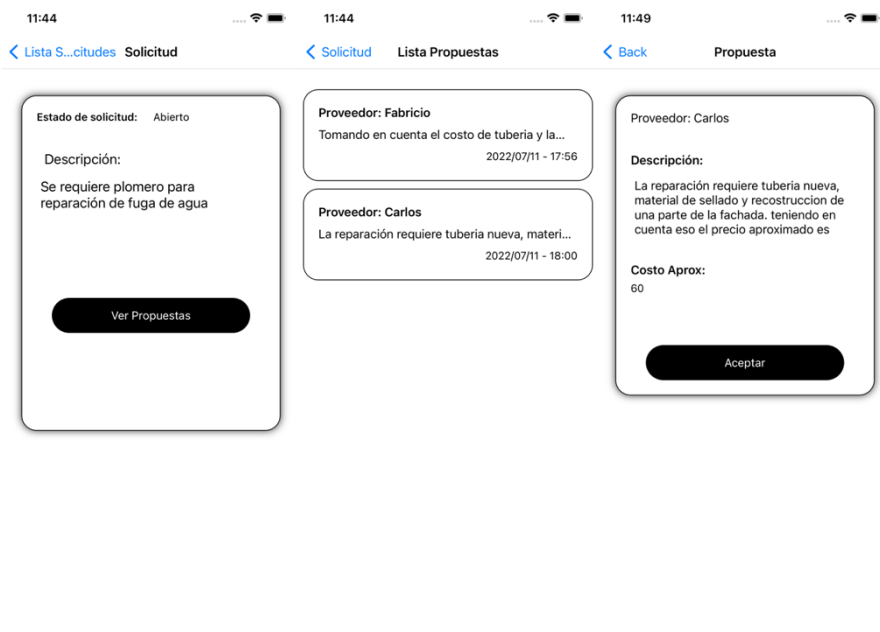 11:44
Lista S...citudes Solicitud
Estado de solicitud: Abierto
Descripción:
Se requiere plomero para
reparación de fuga de agua
Ver Propuestas
11:44
Solicitud Lista Propuestas
Proveedor: Fabricio
Tomando en cuenta el costo de tuberia y la...
2022/07/11 - 17:56
Proveedor: Carlos
La reparación requiere tuberia nueva, materi...
2022/07/11 - 18:00
11:49
Back Propuesta
Proveedor: Carlos
Descripción:
La reparación requiere tuberia nueva,
material de sellado y recostruccion de
una parte de la fachada. teniendo en
cuenta eso el precio aproximado es
Costo Aprox:
60
Aceptar